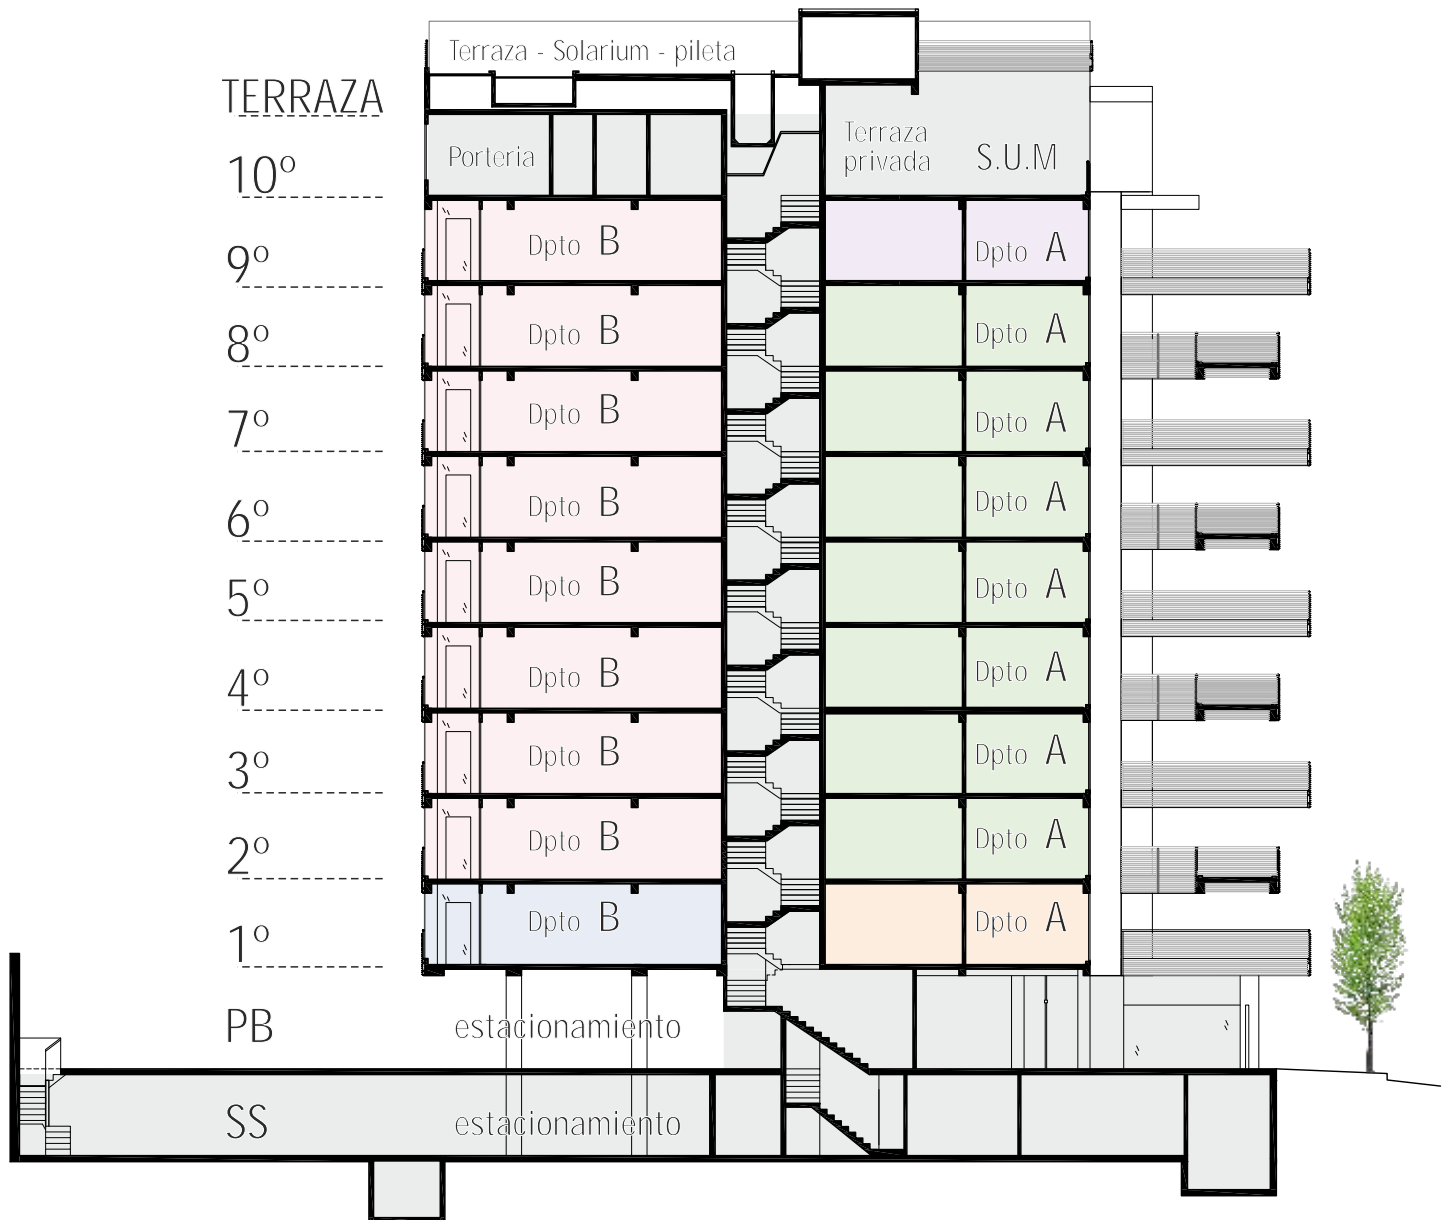 Terraza - Solarium - pileta
TERRAZA
Terraza
privada
S.U.M
10º
Porteria
9º
Dpto B
Dpto A
8º
Dpto B
Dpto A
7º
Dpto B
Dpto A
6º
Dpto B
Dpto A
5º
Dpto B
Dpto A
4º
Dpto B
Dpto A
3º
Dpto B
Dpto A
2º
Dpto B
Dpto A
1º
Dpto B
Dpto A
PB
estacionamiento
SS
estacionamiento